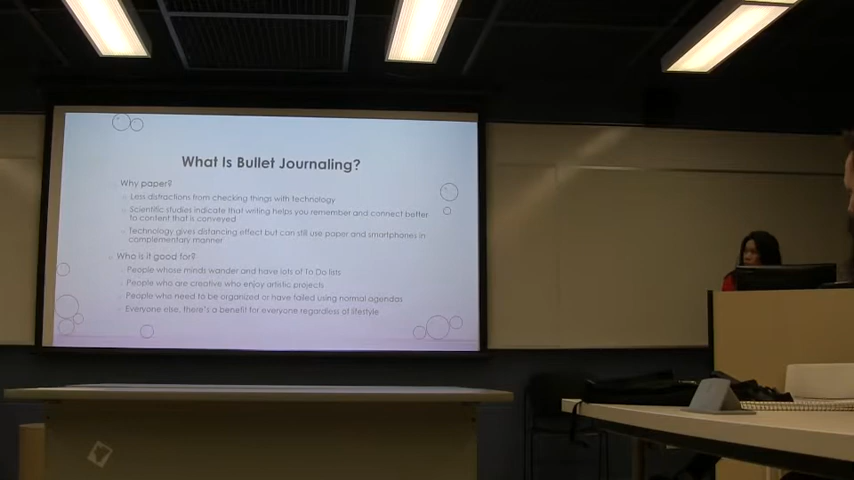 What Is Bullet Journaling?
Why paper?
Less distractions from checking things with technology
Scientific studies indicate that writing helps you remember and connect better
to content that is conveyed
Technology gives distancing effect but can still use paper and smartphones in
complementary manner
Who is it good for?
People whose minds wander and have lots of To Do lists
People who are creative who enjoy artistic projects
People who need to be organized or have failed using normal agendas
Everyone else, there's a benefit for everyone regardless of lifestyle